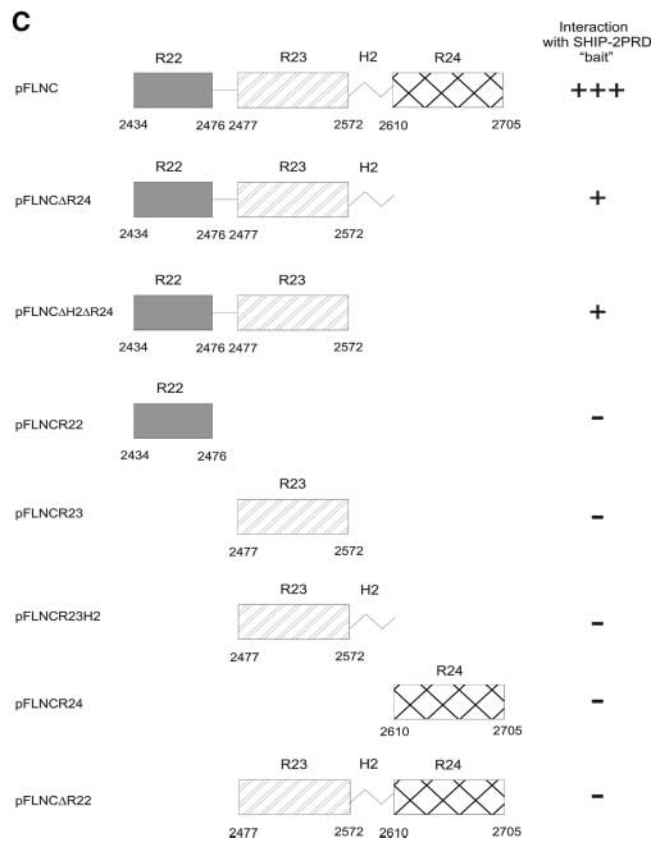 C
Interaction
with SHIP-2PRD
"bait"
R22 R23 H2 R24
pFLNC +++
2434 2476 2477 2572 2610 2705
R22 R23 H2
pFLNCΔR24 +
2434 2476 2477 2572
R22 R23
pFLNCΔH2ΔR24 +
2434 2476 2477 2572
R22
pFLNCR22 -
2434 2476
R23
pFLNCR23 -
2477 2572
R23 H2
pFLNCR23H2 -
2477 2572
R24
pFLNCR24 -
2610 2705
R23 H2 R24
pFLNCΔR22 -
2477 2572 2610 2705